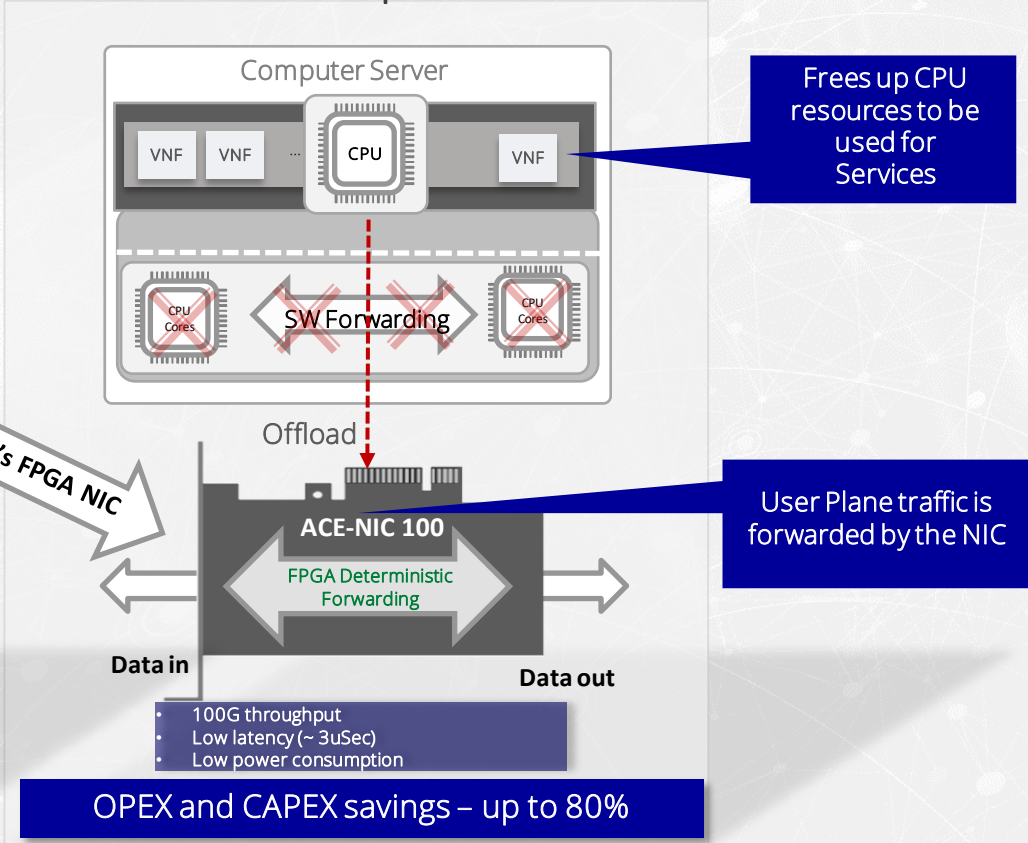 Computer Server
Frees up CPU
resources to be
used for
Services
VNF
VNF
...
CPU
VNF
CPU
Cores
SW Forwarding
CPU
Cores
Offload
's FPGA NIC
ACE-NIC 100
User Plane traffic is
forwarded by the NIC
FPGA Deterministic
Forwarding
Data in
Data out
• 100G throughput
• Low latency (~ 3uSec)
• Low power consumption
OPEX and CAPEX savings – up to 80%